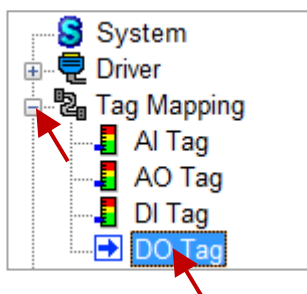 System
Driver
Tag Mapping
AI Tag
AO Tag
DI Tag
DO Tag